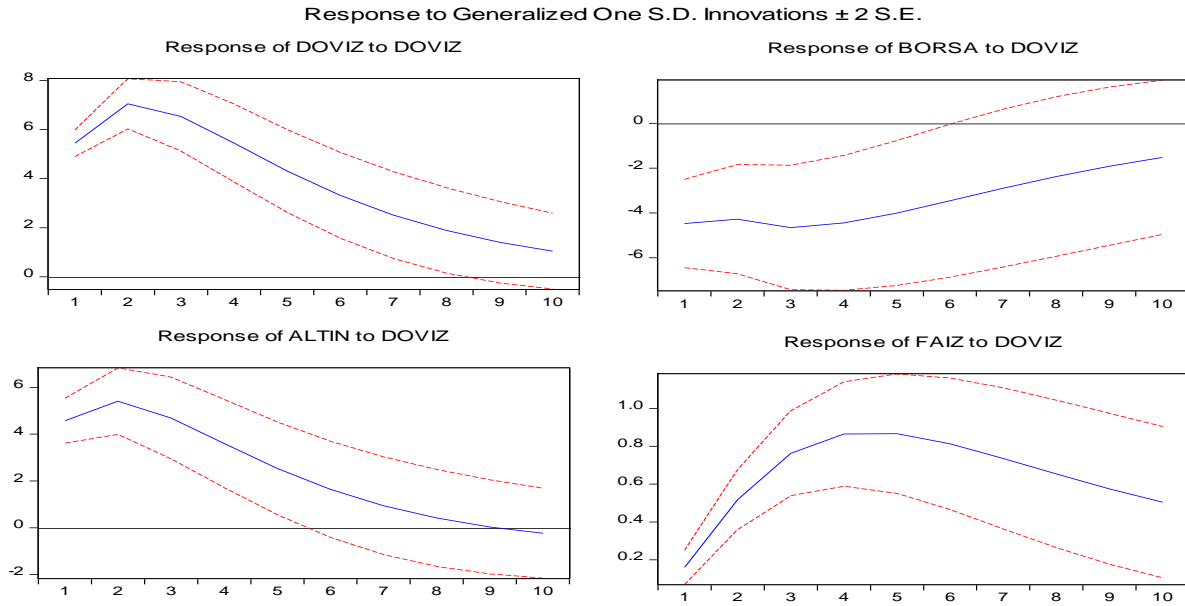 Response to Generalized One S.D. Innovations ± 2 S.E.
Response of DOVIZ to DOVIZ
8
6
4
2
0
1 2 3 4 5 6 7 8 9 10
Response of BORSA to DOVIZ
0
-2
-4
-6
1 2 3 4 5 6 7 8 9 10
Response of ALTIN to DOVIZ
6
4
2
0
-2
1 2 3 4 5 6 7 8 9 10
Response of FAIZ to DOVIZ
1.0
0.8
0.6
0.4
0.2
1 2 3 4 5 6 7 8 9 10